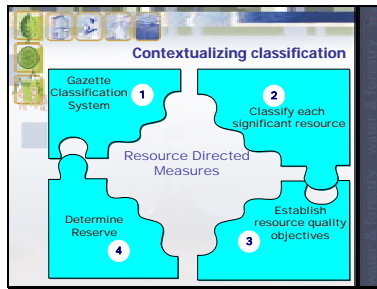 Contextualizing classification
Gazette
Classification
System
1
2
Classify each
significant resource
Resource Directed
Measures
Establish
resource quality
objectives
3
Determine
Reserve
4